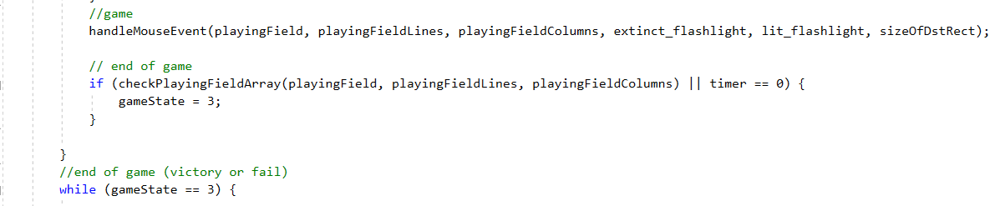 //game
handleMouseEvent(playingField, playingFieldLines, playingFieldColumns, extinct_flashlight, lit_flashlight, sizeOfDstRect);
// end of game
if (checkPlayingFieldArray(playingField, playingFieldLines, playingFieldColumns) || timer == 0) {
gameState = 3;
}
}
//end of game (victory or fail)
while (gameState == 3) {